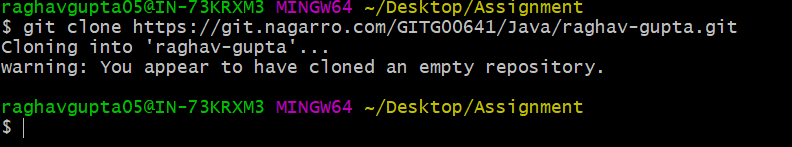 raghavgupta05@IN-73KRXM3 MINGW64 ~/Desktop/Assignment
$ git clone https://git.nagarro.com/GITG00641/Java/raghav-gupta.git
Cloning into 'raghav-gupta'...
warning: You appear to have cloned an empty repository.
raghavgupta05@IN-73KRXM3 MINGW64 ~/Desktop/Assignment
$